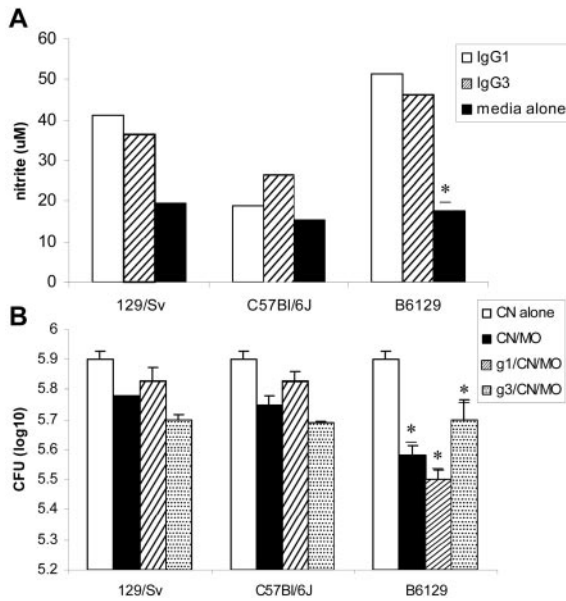 A
60
50
40
30
20
10
0
nitrite (uM)
IgG1
IgG3
media alone
*
129/Sv
C57Bl/6J
B6129
B
6
5.9
5.8
5.7
5.6
5.5
5.4
5.3
5.2
CFU (log10)
CN alone
CN/MO
g1/CN/MO
g3/CN/MO
* * *
129/Sv
C57Bl/6J
B6129